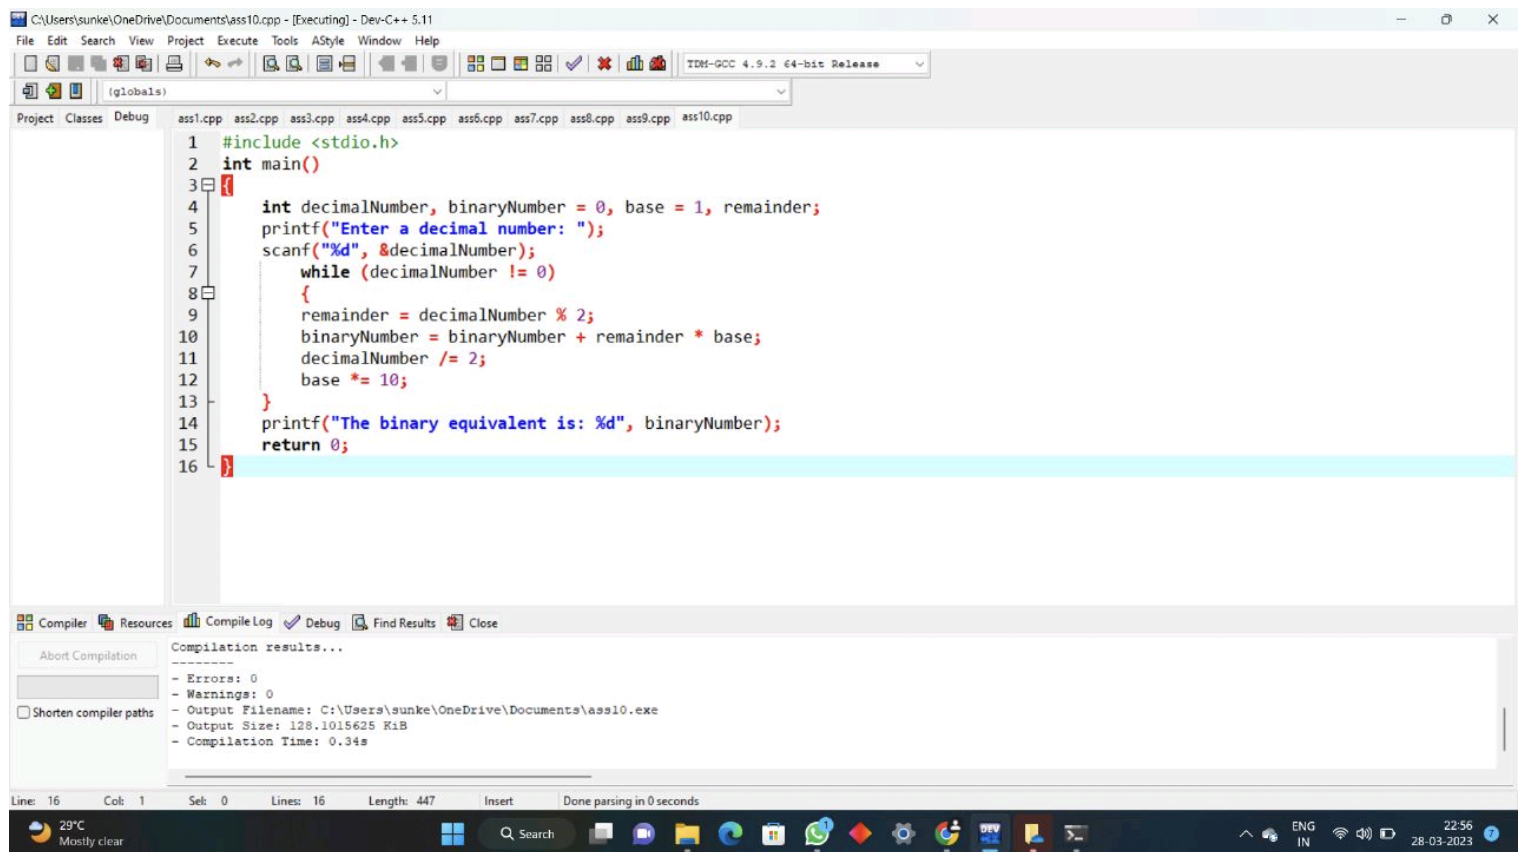 C:\Users\sunke\OneDrive\Documents\ass10.cpp - [Executing] - Dev-C++ 5.11
File Edit Search View Project Execute Tools AStyle Window Help
TDM-GCC 4.9.2 64-bit Release
(globals)
Project Classes Debug ass1.cpp ass2.cpp ass3.cpp ass4.cpp ass5.cpp ass6.cpp ass7.cpp ass8.cpp ass9.cpp ass10.cpp
1 #include <stdio.h>
2 int main()
3 {
4 int decimalNumber, binaryNumber = 0, base = 1, remainder;
5 printf("Enter a decimal number: ");
6 scanf("%d", &decimalNumber);
7 while (decimalNumber != 0)
8 {
9 remainder = decimalNumber % 2;
10 binaryNumber = binaryNumber + remainder * base;
11 decimalNumber /= 2;
12 base *= 10;
13 }
14 printf("The binary equivalent is: %d", binaryNumber);
15 return 0;
16 }
Compiler Resources Compile Log Debug Find Results Close
Abort Compilation
Shorten compiler paths
Compilation results...
--------
- Errors: 0
- Warnings: 0
- Output Filename: C:\Users\sunke\OneDrive\Documents\ass10.exe
- Output Size: 128.1015625 KiB
- Compilation Time: 0.34s
Line: 16 Col: 1 Sel: 0 Lines: 16 Length: 447 Insert Done parsing in 0 seconds
29°C
Mostly clear
Search
1
DEV
ENG
IN
22:56
28-03-2023
7